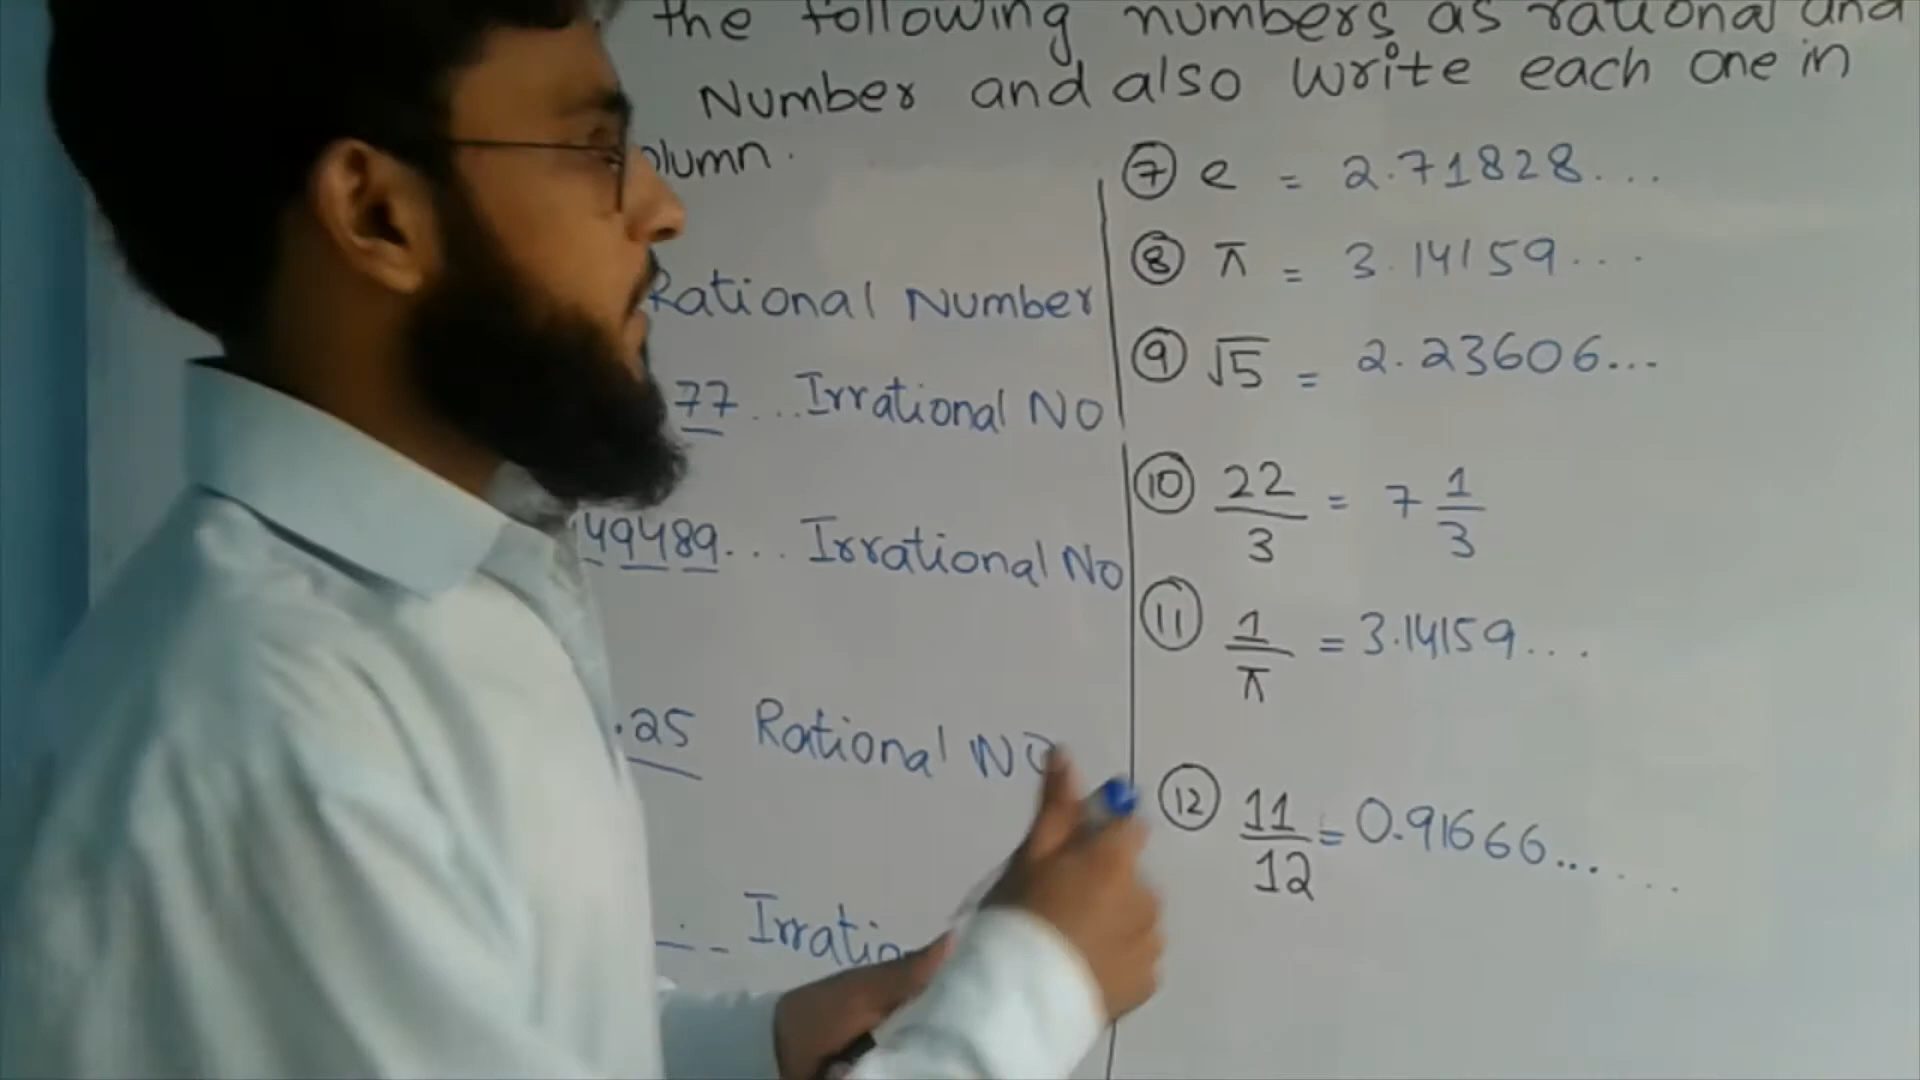 the following numbers as rational and
Number and also write each one in
olumn.
Rational Number
77... Irrational NO
49489... Irrational No
.25 Rational NO
... Irratio
⑦ e = 2.71828...
⑧ π = 3.14159...
⑨ √5 = 2.23606...
⑩ 22/3 = 7 1/3
⑪ 1/π = 3.14159...
⑫ 11/12 = 0.91666......